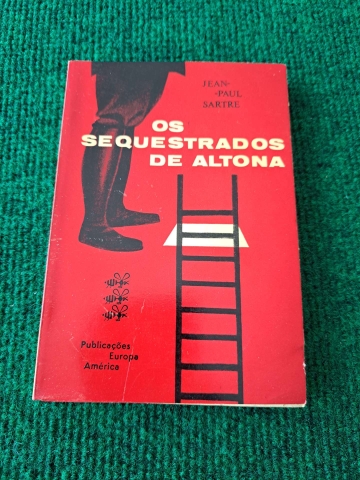 JEAN-
-PAUL
SARTRE
OS
SEQUESTRADOS
DE ALTONA
Publicações
Europa
América